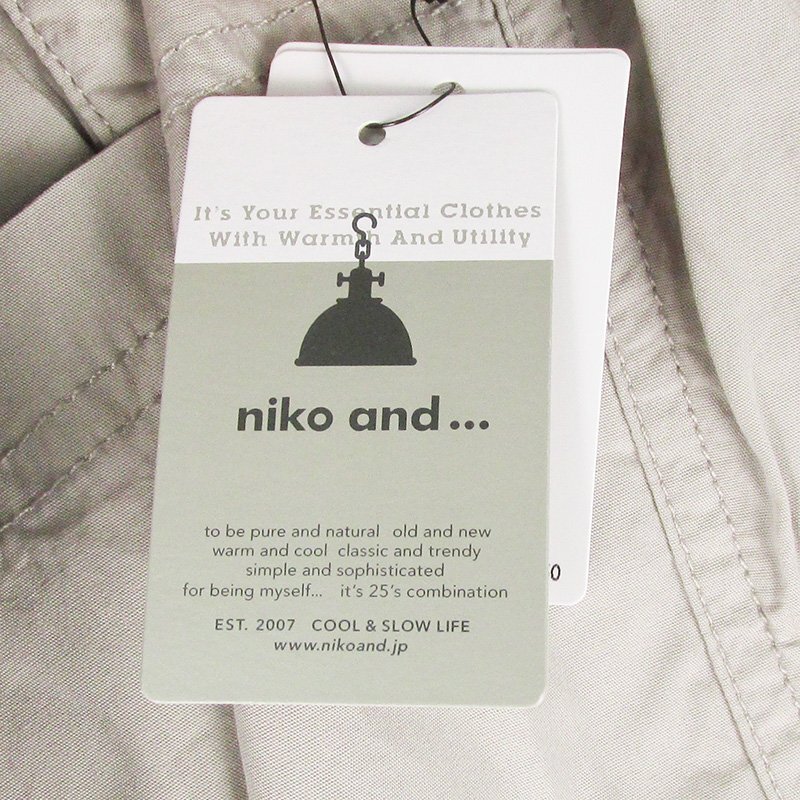 It's Your Essential Clothes
With Warmth And Utility
niko and...
to be pure and natural old and new
warm and cool classic and trendy
simple and sophisticated
for being myself... it's 25's combination
EST. 2007 COOL & SLOW LIFE
www.nikoand.jp